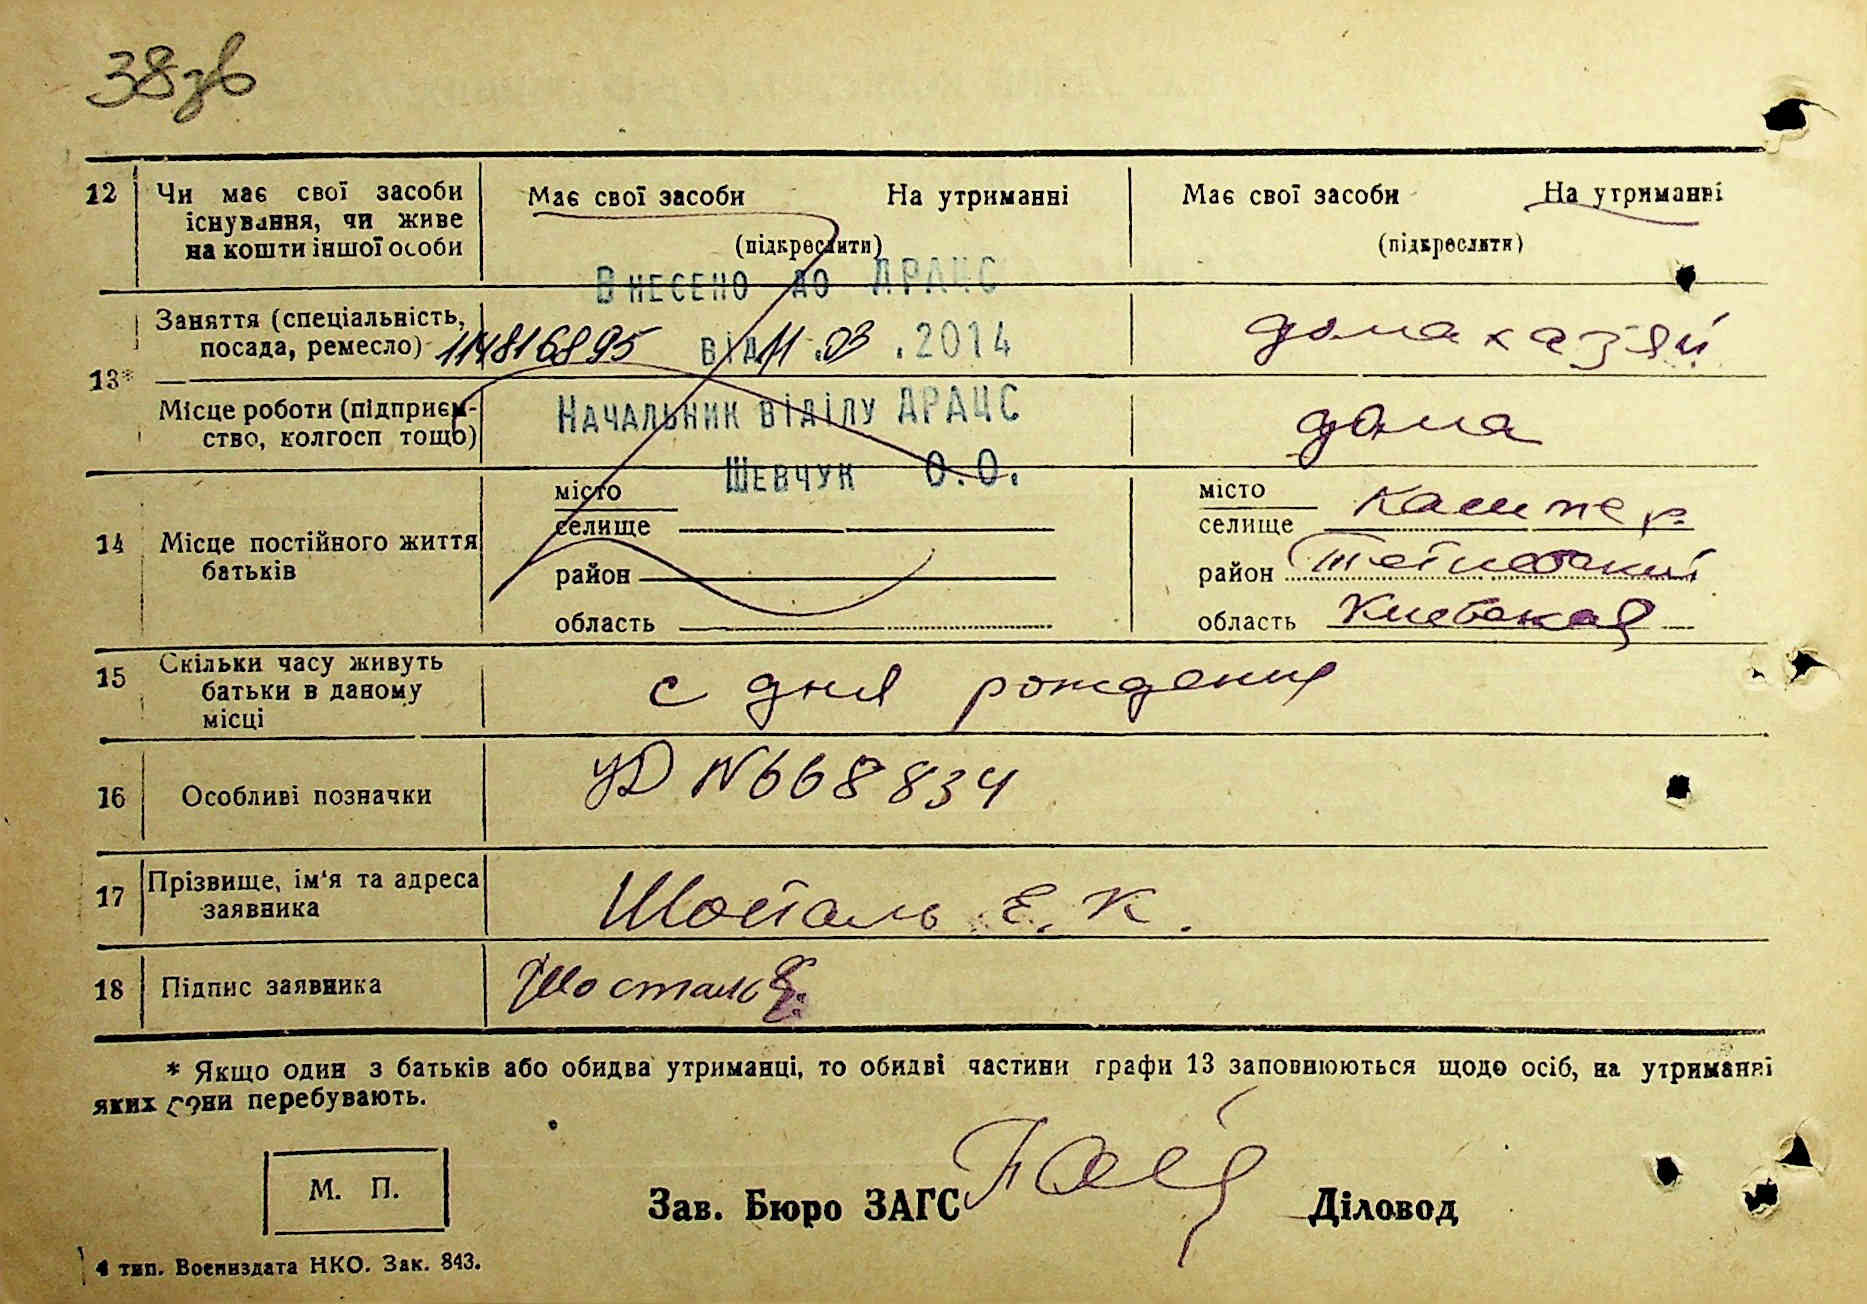 38зв
12 Чи має свої засоби існування, чи живе на кошти іншої особи
Має свої засоби На утриманні
(підкреслити)
Має свої засоби На утриманні
(підкреслити)
Внесено до ДРАЦС
13* Заняття (спеціальність, посада, ремесло)
114816895 від 11.03.2014
домахазяй
Місце роботи (підприємство, колгосп тощо)
Начальник відділу ДРАЦС
Шевчук О.О.
дома
14 Місце постійного життя батьків
місто
селище
район
область
місто
селище
район
область Киевская
15 Скільки часу живуть батьки в даному місці
с дня рождения
16 Особливі позначки
УД N668834
17 Прізвище, ім'я та адреса заявника
Шосталь Е. К.
18 Підпис заявника
Шосталь Е.
* Якщо один з батьків або обидва утриманці, то обидві частини графи 13 заповнюються щодо осіб, на утриманні
яких вони перебувають.
М. П.
Зав. Бюро ЗАГС
Діловод
4 тип. Воениздата НКО. Зак. 843.